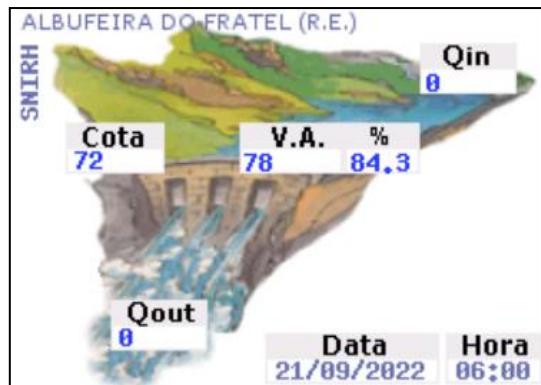 ALBUFEIRA DO FRATEL (R.E.)
SNIRH
Qin
0
Cota
72
V.A. %
78 84.3
Qout
0
Data Hora
21/09/2022 06:00